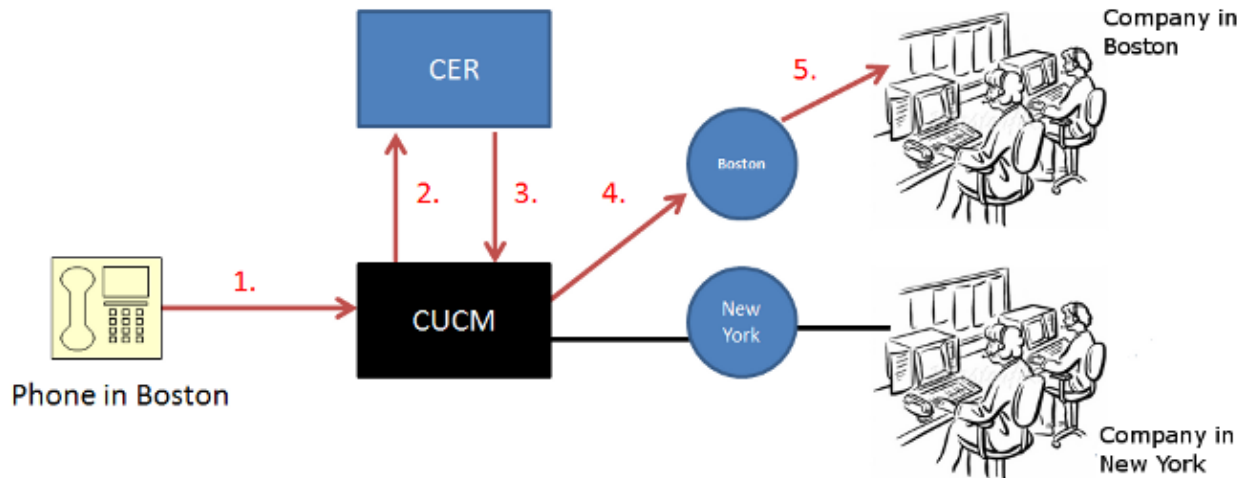 Company in
Boston
CER
5.
Boston
2.
3.
4.
1.
CUCM
New
York
Phone in Boston
Company in
New York